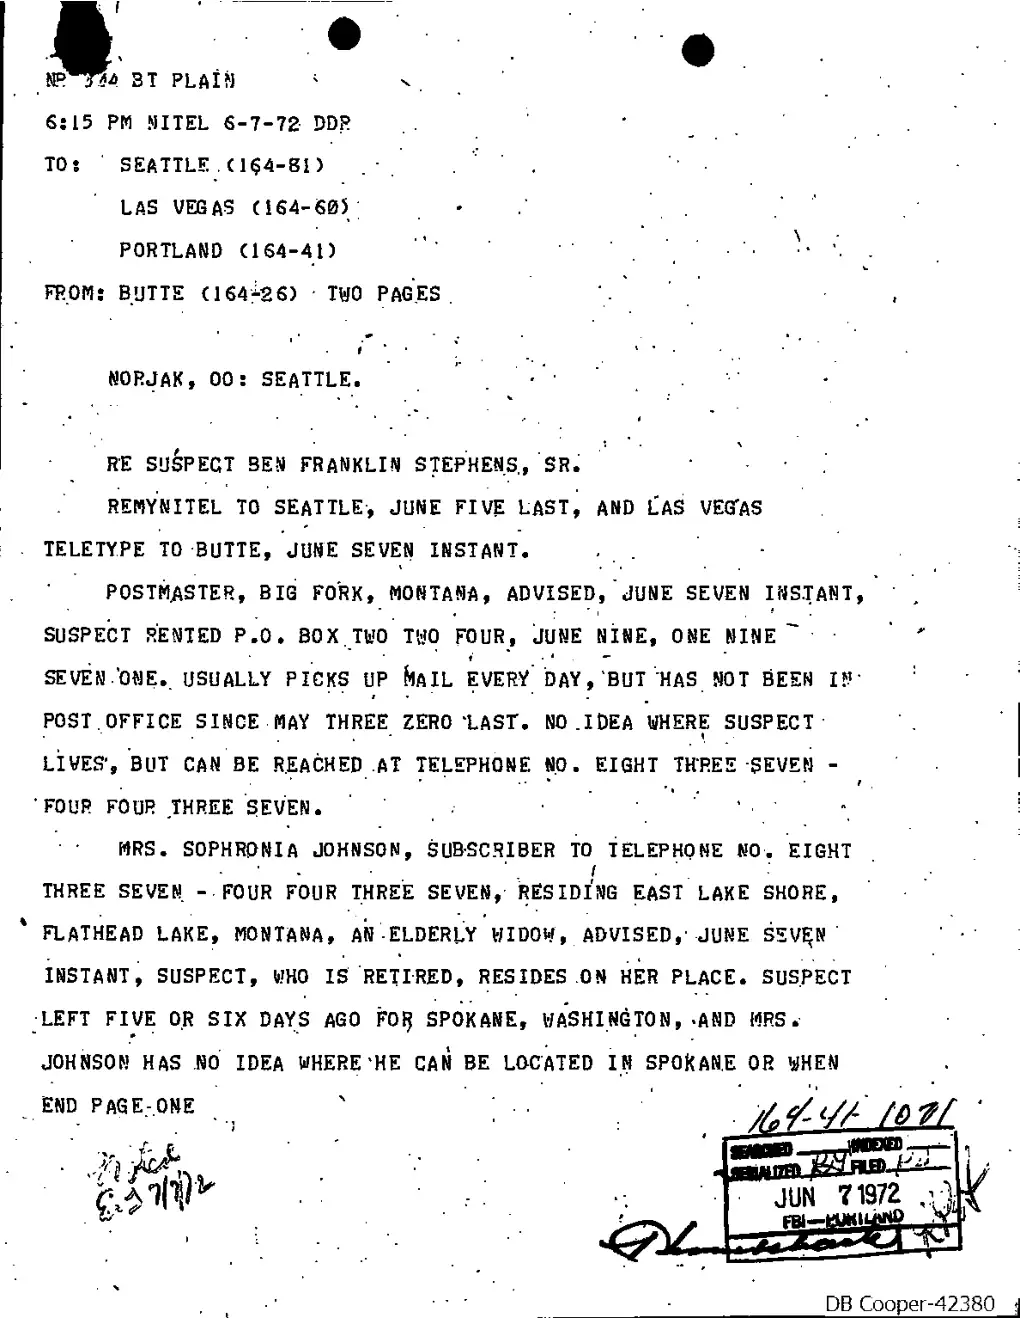 BT PLAIN
6:15 PM NITEL 6-7-72 DDR
TO: SEATTLE (164-81)
LAS VEGAS (164-60)
PORTLAND (164-41)
FROM: BUTTE (164-26) TWO PAGES
NORJAK, OO: SEATTLE.
RE SUSPECT BEN FRANKLIN STEPHENS, SR.
REMYNITEL TO SEATTLE, JUNE FIVE LAST, AND LAS VEGAS
TELETYPE TO BUTTE, JUNE SEVEN INSTANT.
POSTMASTER, BIG FORK, MONTANA, ADVISED, JUNE SEVEN INSTANT,
SUSPECT RENTED P.O. BOX TWO TWO FOUR, JUNE NINE, ONE NINE
SEVEN ONE. USUALLY PICKS UP MAIL EVERY DAY, BUT HAS NOT BEEN IN
POST OFFICE SINCE MAY THREE ZERO LAST. NO IDEA WHERE SUSPECT
LIVES, BUT CAN BE REACHED AT TELEPHONE NO. EIGHT THREE SEVEN -
FOUR FOUR THREE SEVEN.
MRS. SOPHRONIA JOHNSON, SUBSCRIBER TO TELEPHONE NO. EIGHT
THREE SEVEN - FOUR FOUR THREE SEVEN, RESIDING EAST LAKE SHORE,
FLATHEAD LAKE, MONTANA, AN ELDERLY WIDOW, ADVISED, JUNE SEVEN
INSTANT, SUSPECT, WHO IS RETIRED, RESIDES ON HER PLACE. SUSPECT
LEFT FIVE OR SIX DAYS AGO FOR SPOKANE, WASHINGTON, AND MRS.
JOHNSON HAS NO IDEA WHERE HE CAN BE LOCATED IN SPOKANE OR WHEN
END PAGE ONE
164-41-1071
SEARCHED INDEXED
SERIALIZED FILED
JUN 7 1972
FBI—PORTLAND
Noted
DB Cooper-42380